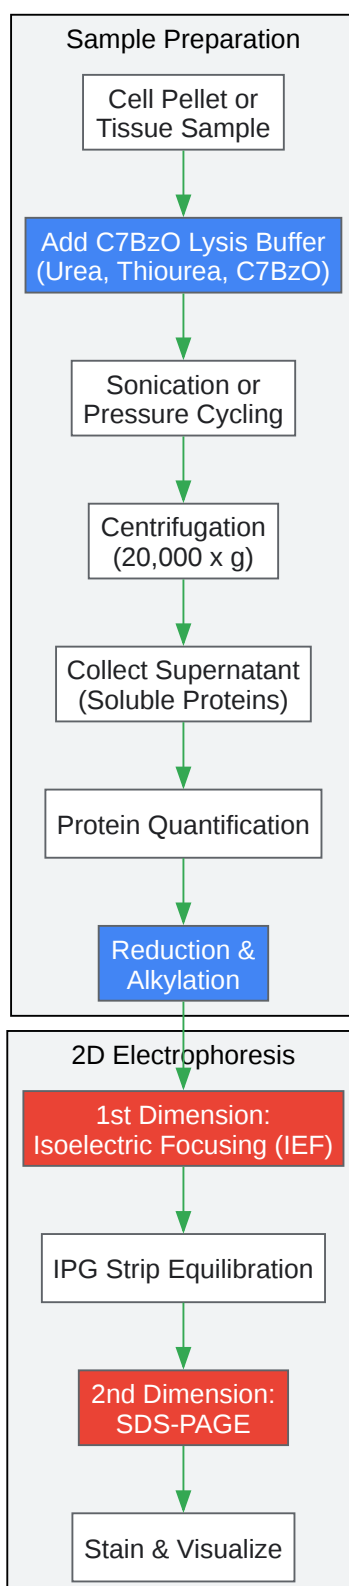 Sample Preparation
Cell Pellet or
Tissue Sample
Add C7BzO Lysis Buffer
(Urea, Thiourea, C7BzO)
Sonication or
Pressure Cycling
Centrifugation
(20,000 x g)
Collect Supernatant
(Soluble Proteins)
Protein Quantification
Reduction &
Alkylation
2D Electrophoresis
1st Dimension:
Isoelectric Focusing (IEF)
IPG Strip Equilibration
2nd Dimension:
SDS-PAGE
Stain & Visualize